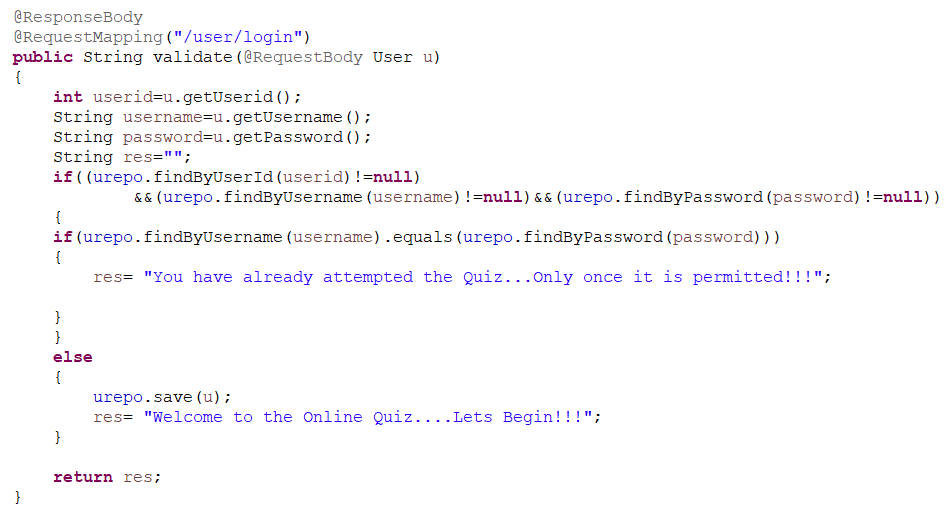 @ResponseBody
@RequestMapping("/user/login")
public String validate(@RequestBody User u)
{
    int userid=u.getUserid();
    String username=u.getUsername();
    String password=u.getPassword();
    String res="";
    if((urepo.findByUserId(userid)!=null)
            &&(urepo.findByUsername(username)!=null)&&(urepo.findByPassword(password)!=null))
    {
    if(urepo.findByUsername(username).equals(urepo.findByPassword(password)))
    {
        res= "You have already attempted the Quiz...Only once it is permitted!!!";

    }
    }
    else
    {
        urepo.save(u);
        res= "Welcome to the Online Quiz....Lets Begin!!!";
    }

    return res;
}